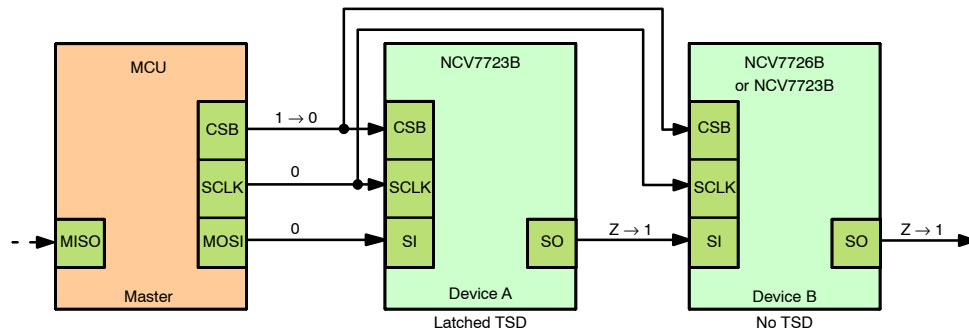 MCU
CSB
SCLK
MISO
MOSI
Master
1 → 0
0
0
NCV7723B
CSB
SCLK
SI
SO
Device A
Latched TSD
Z → 1
NCV7726B
or NCV7723B
CSB
SCLK
SI
SO
Device B
No TSD
Z → 1